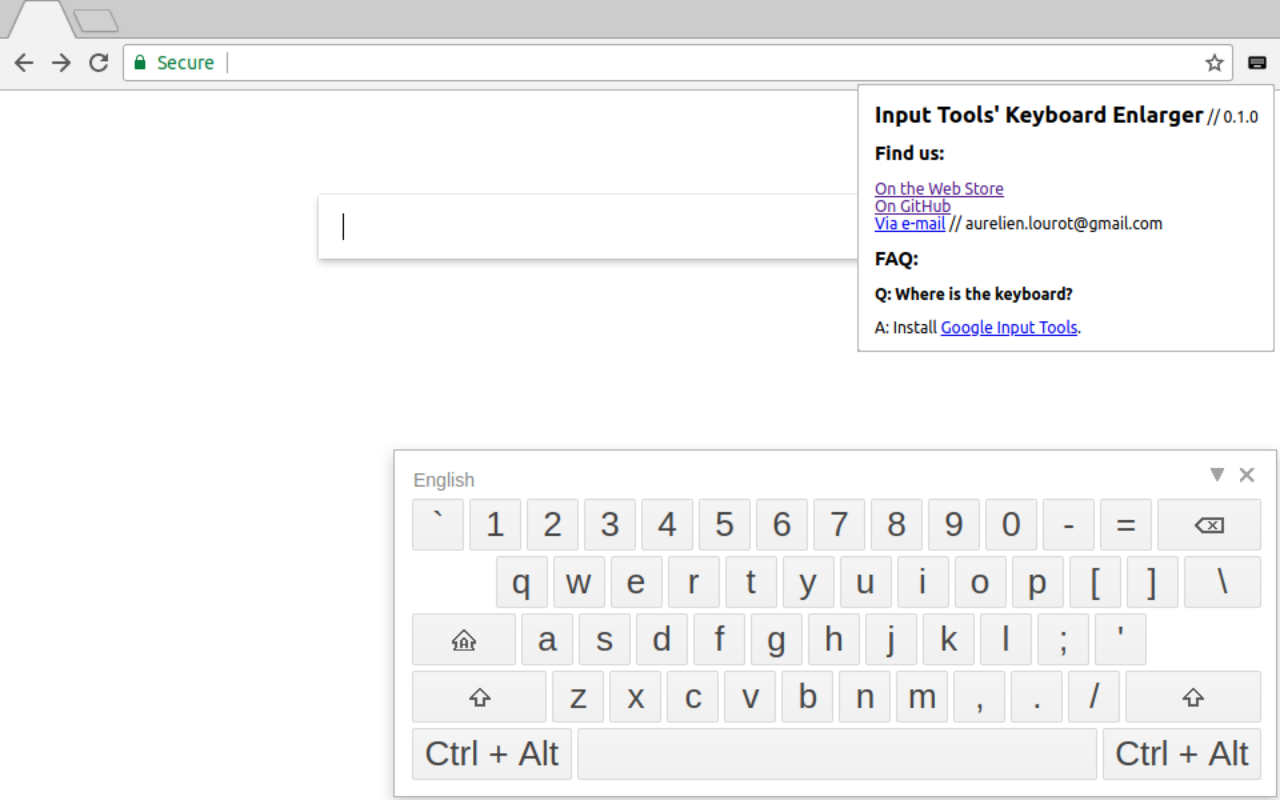 Secure
Input Tools' Keyboard Enlarger // 0.1.0
Find us:
On the Web Store
On GitHub
Via e-mail // aurelien.lourot@gmail.com
FAQ:
Q: Where is the keyboard?
A: Install Google Input Tools.
English
` 1 2 3 4 5 6 7 8 9 0 - =
q w e r t y u i o p [ ] \
a s d f g h j k l ; '
z x c v b n m , . /
Ctrl + Alt Ctrl + Alt